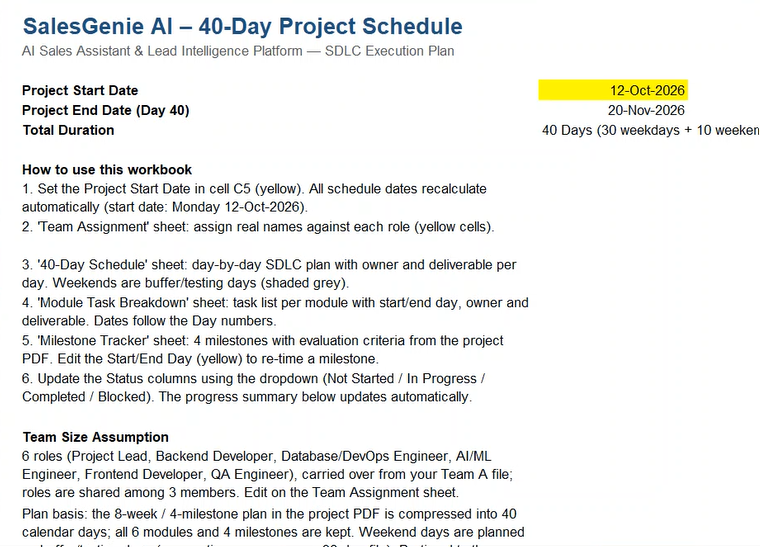 SalesGenie AI – 40-Day Project Schedule
AI Sales Assistant & Lead Intelligence Platform — SDLC Execution Plan
Project Start Date 12-Oct-2026
Project End Date (Day 40) 20-Nov-2026
Total Duration 40 Days (30 weekdays + 10
How to use this workbook
1. Set the Project Start Date in cell C5 (yellow). All schedule dates recalculate
automatically (start date: Monday 12-Oct-2026).
2. 'Team Assignment' sheet: assign real names against each role (yellow cells).
3. '40-Day Schedule' sheet: day-by-day SDLC plan with owner and deliverable per
day. Weekends are buffer/testing days (shaded grey).
4. 'Module Task Breakdown' sheet: task list per module with start/end day, owner and
deliverable. Dates follow the Day numbers.
5. 'Milestone Tracker' sheet: 4 milestones with evaluation criteria from the project
PDF. Edit the Start/End Day (yellow) to re-time a milestone.
6. Update the Status columns using the dropdown (Not Started / In Progress /
Completed / Blocked). The progress summary below updates automatically.
Team Size Assumption
6 roles (Project Lead, Backend Developer, Database/DevOps Engineer, AI/ML
Engineer, Frontend Developer, QA Engineer), carried over from your Team A file;
roles are shared among 3 members. Edit on the Team Assignment sheet.
Plan basis: the 8-week / 4-milestone plan in the project PDF is compressed into 40
calendar days; all 6 modules and 4 milestones are kept. Weekend days are planned